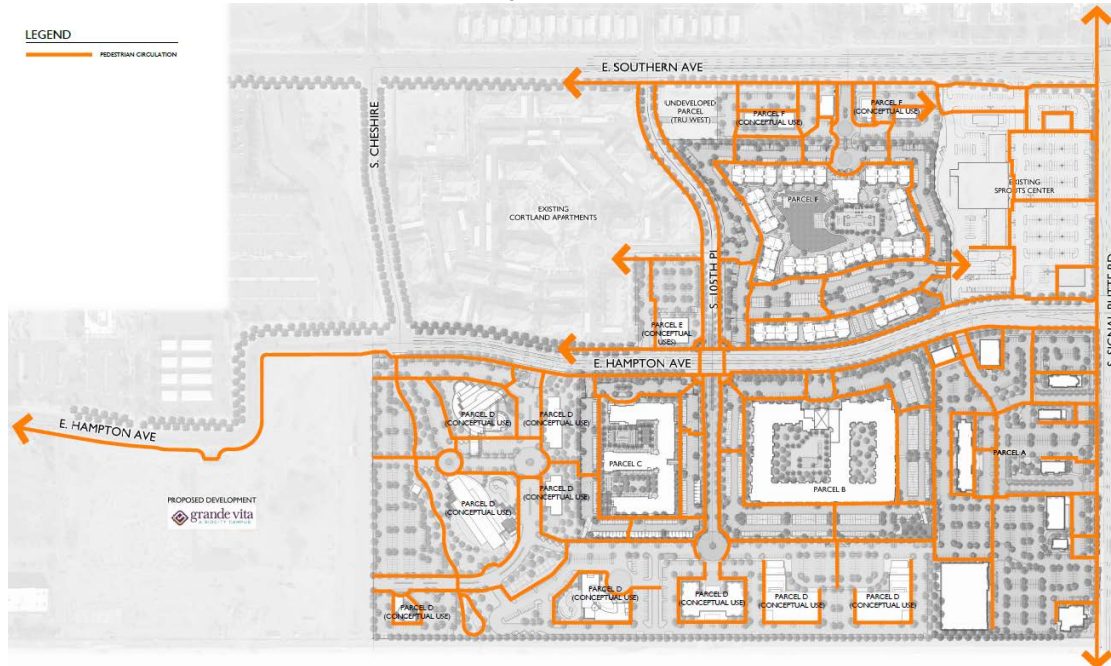 LEGEND
PEDESTRIAN CIRCULATION
E. SOUTHERN AVE
S. CHESHIRE
UNDEVELOPED
PARCEL
(TRU WEST)
PARCEL F
(CONCEPTUAL USE)
PARCEL F
(CONCEPTUAL USE)
EXISTING
CORTLAND APARTMENTS
PARCEL F
EXISTING
SPROUTS CENTER
S. 105TH PL
S. SIGNAL BUTTE RD
PARCEL E
(CONCEPTUAL
USES)
E. HAMPTON AVE
E. HAMPTON AVE
PARCEL D
(CONCEPTUAL USE)
PARCEL D
(CONCEPTUAL USE)
PARCEL C
PARCEL B
PARCEL A
PROPOSED DEVELOPMENT
grande vita
PARCEL D
(CONCEPTUAL USE)
PARCEL D
(CONCEPTUAL USE)
PARCEL D
(CONCEPTUAL USE)
PARCEL D
(CONCEPTUAL USE)
PARCEL D
(CONCEPTUAL USE)
PARCEL D
(CONCEPTUAL USE)
PARCEL D
(CONCEPTUAL USE)